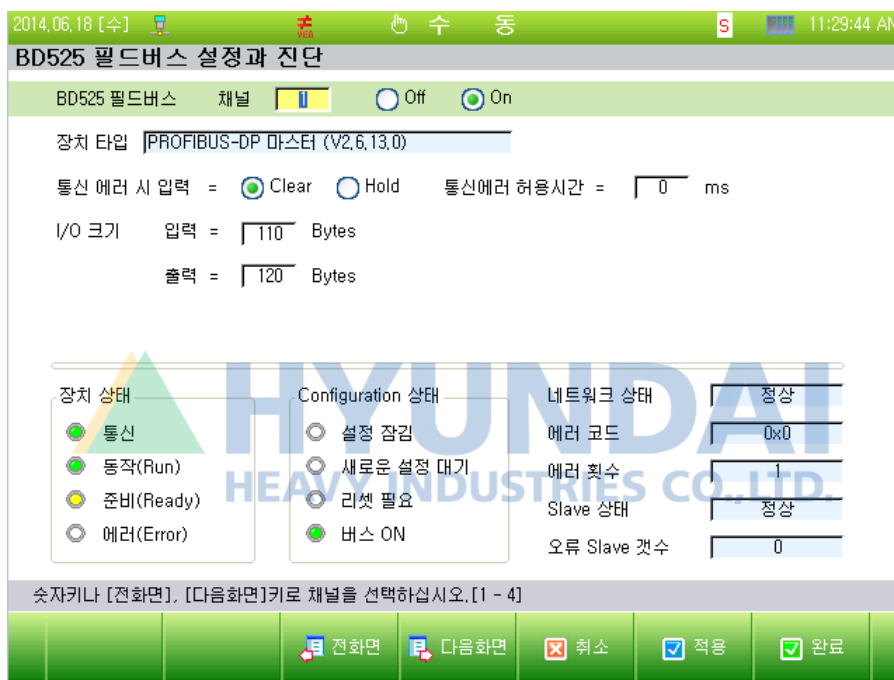 2014.06.18 [수] 수 동 S 11:29:44 AM
BD525 필드버스 설정과 진단
BD525 필드버스 채널 1 Off On
장치 타입 PROFIBUS-DP 마스터 (V2.6.13.0)
통신 에러 시 입력 = Clear Hold 통신에러 허용시간 = 0 ms
I/O 크기 입력 = 110 Bytes
출력 = 120 Bytes
HYUNDAI
HEAVY INDUSTRIES CO.,LTD.
장치 상태
통신
동작(Run)
준비(Ready)
에러(Error)
Configuration 상태
설정 잠김
새로운 설정 대기
리셋 필요
버스 ON
네트워크 상태 정상
에러 코드 0x0
에러 횟수 1
Slave 상태 정상
오류 Slave 갯수 0
숫자키나 [전화면], [다음화면]키로 채널을 선택하십시오.[1 - 4]
전화면 다음화면 취소 적용 완료